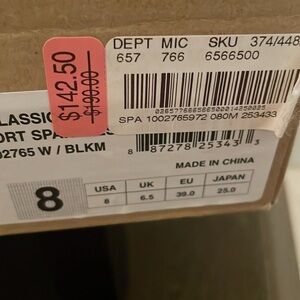 DEPT MIC SKU 374/448
657 766 6566500
$142.50
$190.00
SPA 1002765972 080M 253433
LASSIC
ORT SPA
02765 W / BLKM
8 87278 25343 3
MADE IN CHINA
8
USA UK EU JAPAN
8 6.5 39.0 25.0